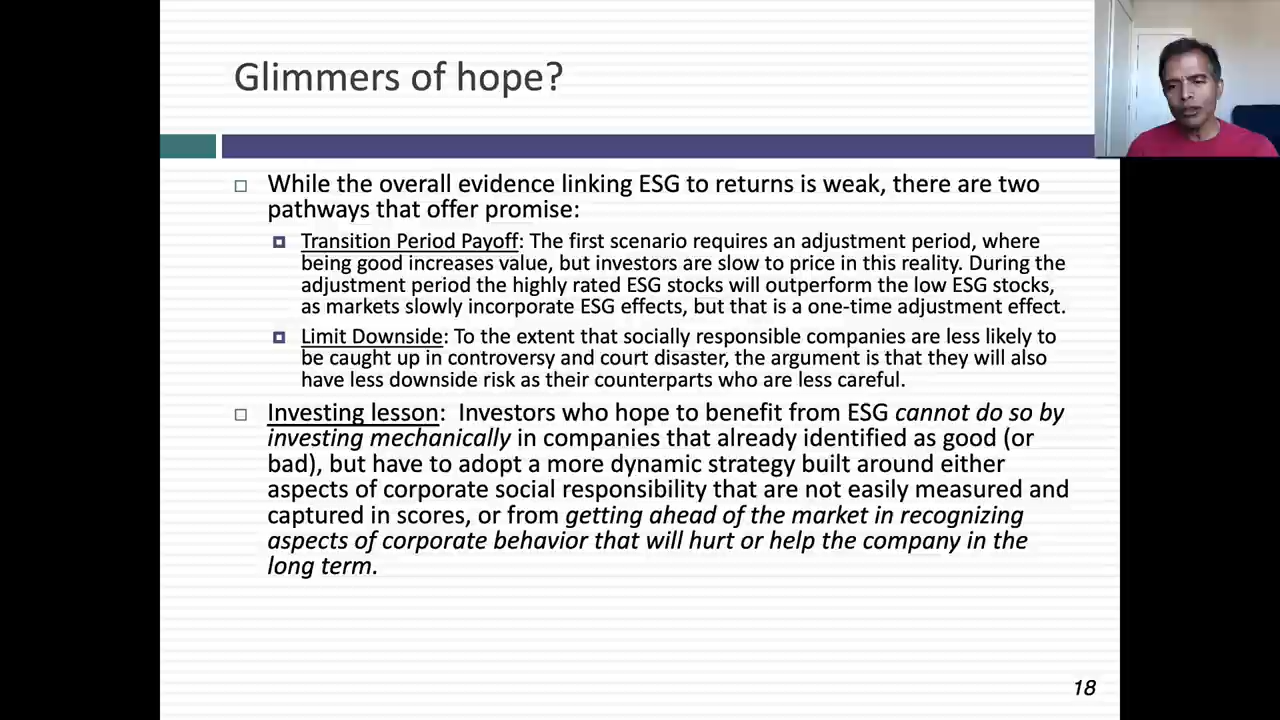 Glimmers of hope?
While the overall evidence linking ESG to returns is weak, there are two
pathways that offer promise:
Transition Period Payoff: The first scenario requires an adjustment period, where
being good increases value, but investors are slow to price in this reality. During the
adjustment period the highly rated ESG stocks will outperform the low ESG stocks,
as markets slowly incorporate ESG effects, but that is a one-time adjustment effect.
Limit Downside: To the extent that socially responsible companies are less likely to
be caught up in controversy and court disaster, the argument is that they will also
have less downside risk as their counterparts who are less careful.
Investing lesson: Investors who hope to benefit from ESG cannot do so by
investing mechanically in companies that already identified as good (or
bad), but have to adopt a more dynamic strategy built around either
aspects of corporate social responsibility that are not easily measured and
captured in scores, or from getting ahead of the market in recognizing
aspects of corporate behavior that will hurt or help the company in the
long term.
18